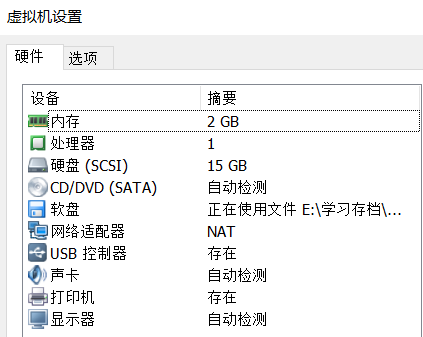 虚拟机设置
硬件 选项
设备 摘要
内存 2 GB
处理器 1
硬盘 (SCSI) 15 GB
CD/DVD (SATA) 自动检测
软盘 正在使用文件 E:\学习存档\...
网络适配器 NAT
USB 控制器 存在
声卡 自动检测
打印机 存在
显示器 自动检测